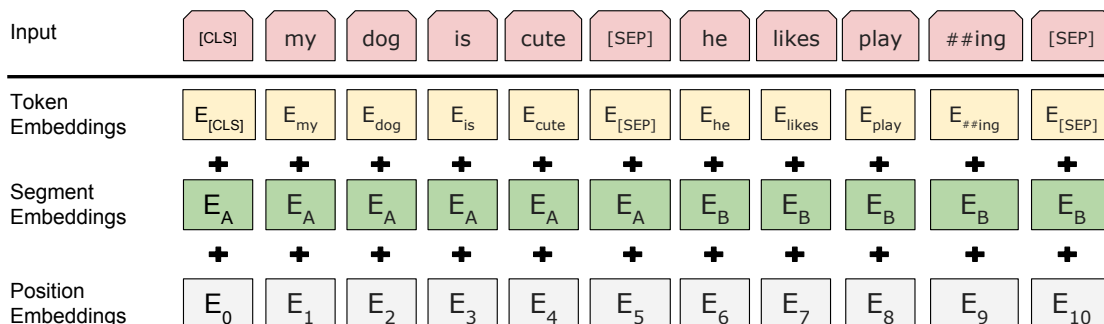 Input [CLS] my dog is cute [SEP] he likes play ##ing [SEP]
Token
Embeddings
E[CLS] Emy Edog Eis Ecute E[SEP] Ehe Elikes Eplay E##ing E[SEP]
+ + + + + + + + + + +
Segment
Embeddings
EA EA EA EA EA EA EB EB EB EB EB
+ + + + + + + + + + +
Position
Embeddings
E0 E1 E2 E3 E4 E5 E6 E7 E8 E9 E10